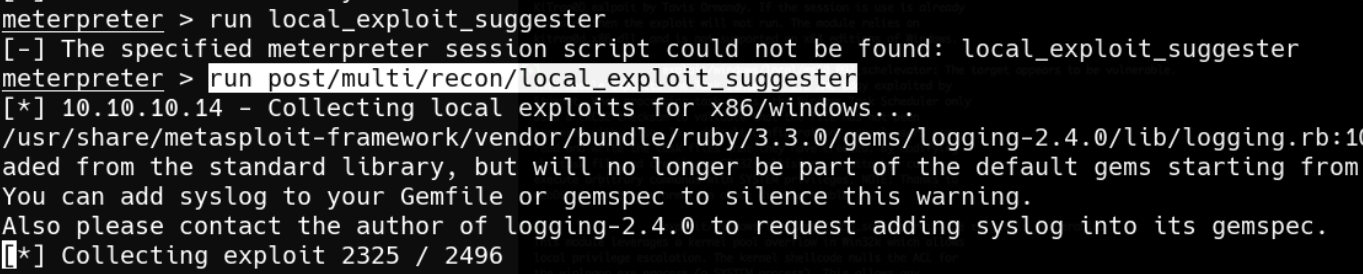 meterpreter > run local_exploit_suggester
[-] The specified meterpreter session script could not be found: local_exploit_suggester
meterpreter > run post/multi/recon/local_exploit_suggester
[*] 10.10.10.14 - Collecting local exploits for x86/windows...
/usr/share/metasploit-framework/vendor/bundle/ruby/3.3.0/gems/logging-2.4.0/lib/logging.rb:10
aded from the standard library, but will no longer be part of the default gems starting from
You can add syslog to your Gemfile or gemspec to silence this warning.
Also please contact the author of logging-2.4.0 to request adding syslog into its gemspec.
[*] Collecting exploit 2325 / 2496